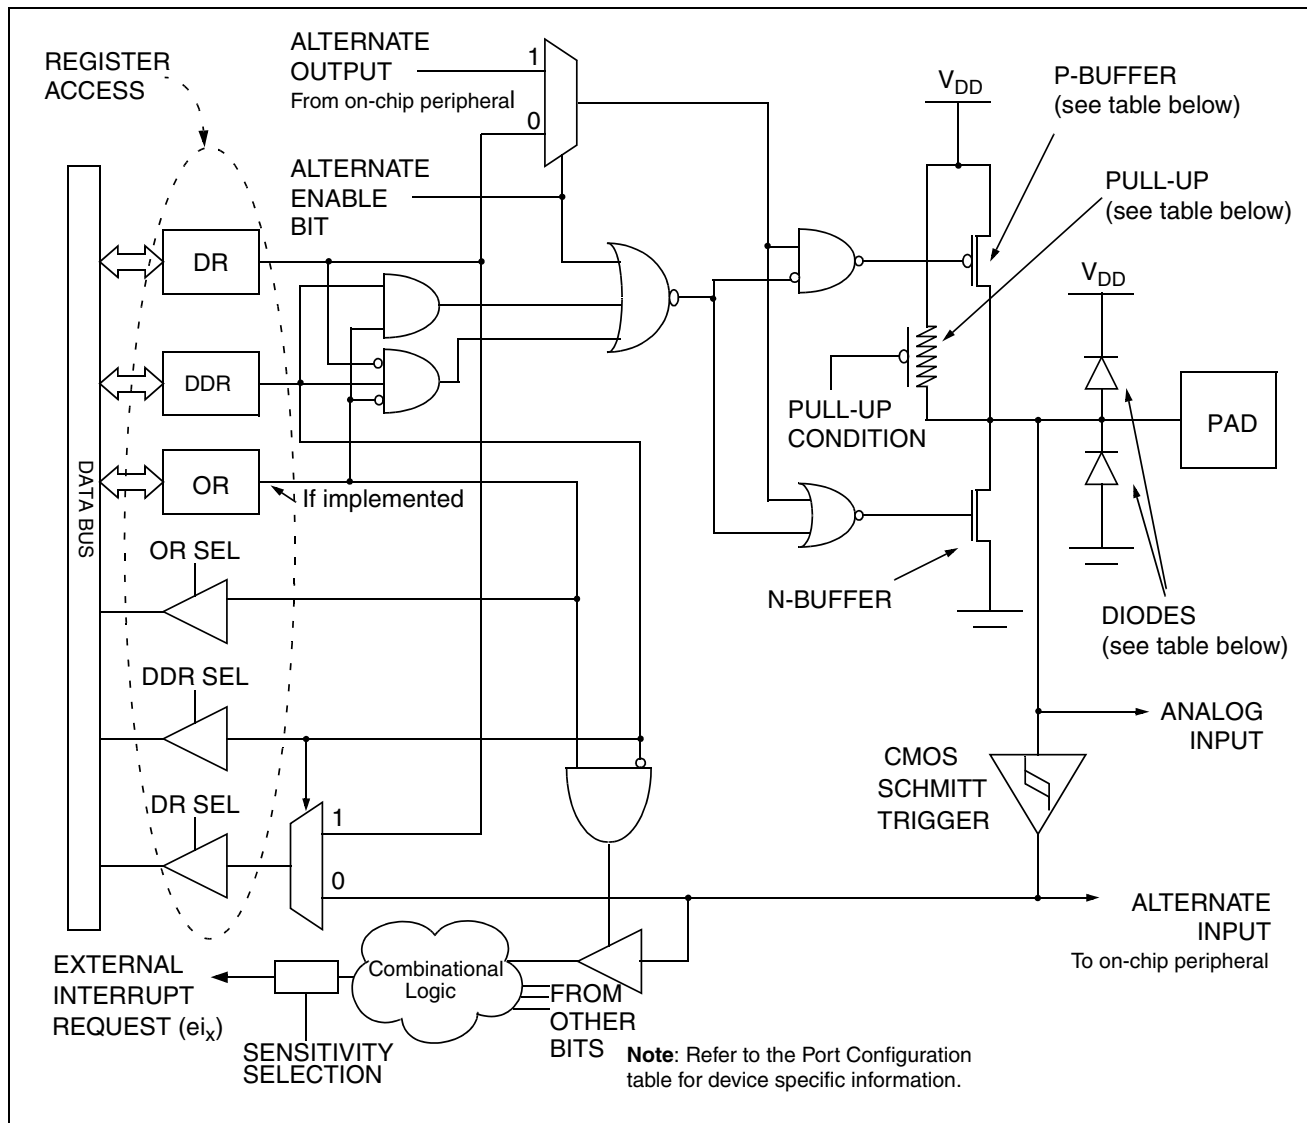 REGISTER
ACCESS
ALTERNATE
OUTPUT
From on-chip peripheral
1
0
ALTERNATE
ENABLE
BIT
VDD
P-BUFFER
(see table below)
PULL-UP
(see table below)
DR
DDR
OR
If implemented
DATA BUS
VDD
PULL-UP
CONDITION
PAD
N-BUFFER
DIODES
(see table below)
OR SEL
DDR SEL
DR SEL
1
0
ANALOG
INPUT
CMOS
SCHMITT
TRIGGER
ALTERNATE
INPUT
To on-chip peripheral
EXTERNAL
INTERRUPT
REQUEST (eix)
Combinational
Logic
SENSITIVITY
SELECTION
FROM
OTHER
BITS
Note: Refer to the Port Configuration
table for device specific information.